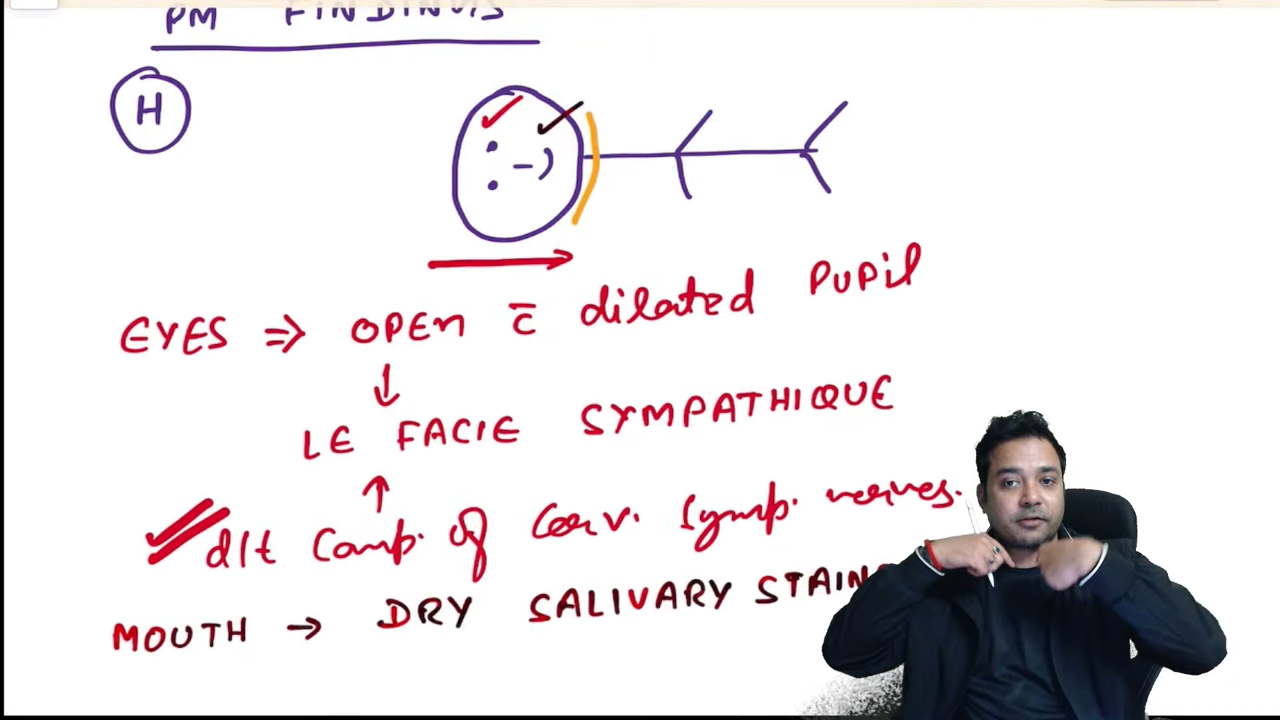 PM FINDINGS
H
EYES ⇒ OPEN c̄ dilated PUPIL
↓
LE FACIE SYMPATHIQUE
↑
d/t Comp. of Cerv. Symp. nerves.
MOUTH → DRY SALIVARY STAIN